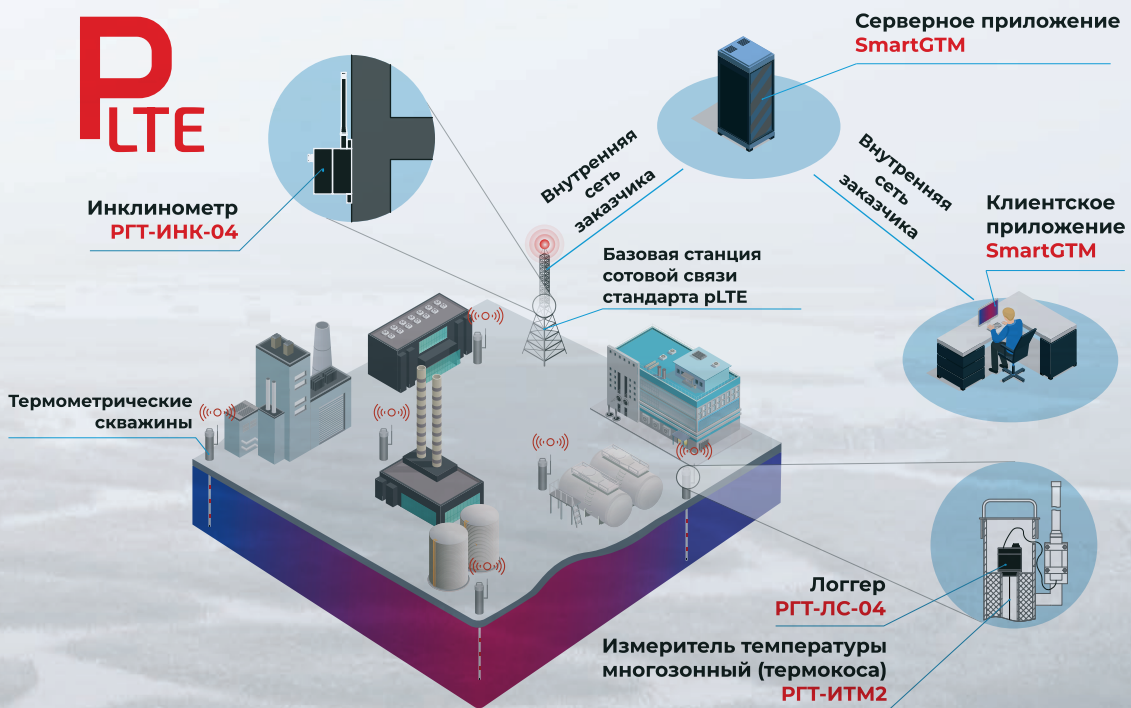 PLTE
Серверное приложение
SmartGTM
Инклинометр
РГТ-ИНК-04
Внутренняя
сеть
заказчика
Внутренняя
сеть
заказчика
Клиентское
приложение
SmartGTM
Базовая станция
сотовой связи
стандарта pLTE
Термометрические
скважины
Логгер
РГТ-ЛС-04
Измеритель температуры
многозонный (термокоса)
РГТ-ИТМ2